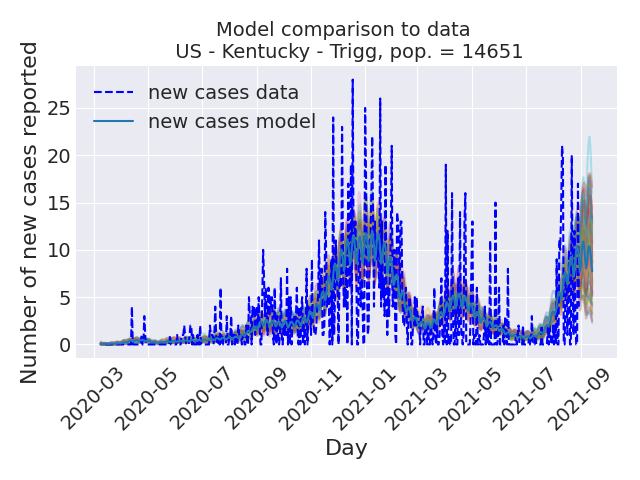 Model comparison to data
US - Kentucky - Trigg, pop. = 14651
Number of new cases reported
new cases data
new cases model
25
20
15
10
5
0
2020-03
2020-05
2020-07
2020-09
2020-11
2021-01
2021-03
2021-05
2021-07
2021-09
Day